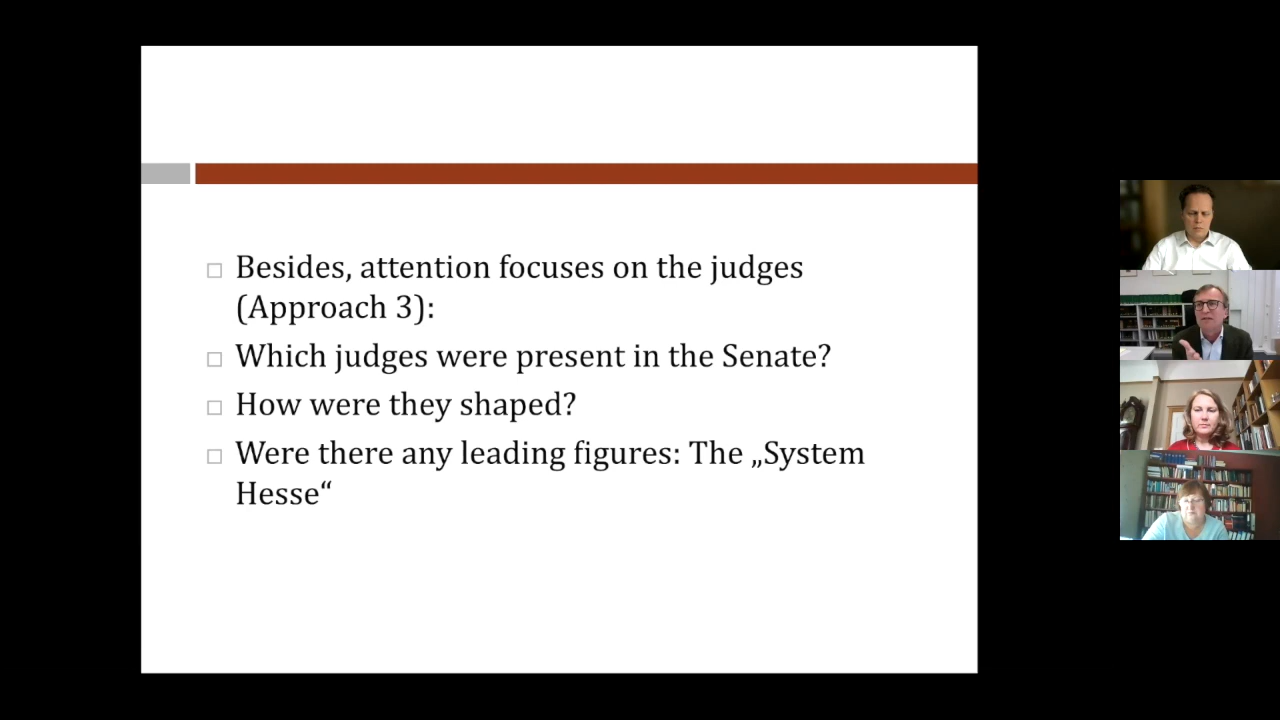 Besides, attention focuses on the judges
(Approach 3):
Which judges were present in the Senate?
How were they shaped?
Were there any leading figures: The „System
Hesse“